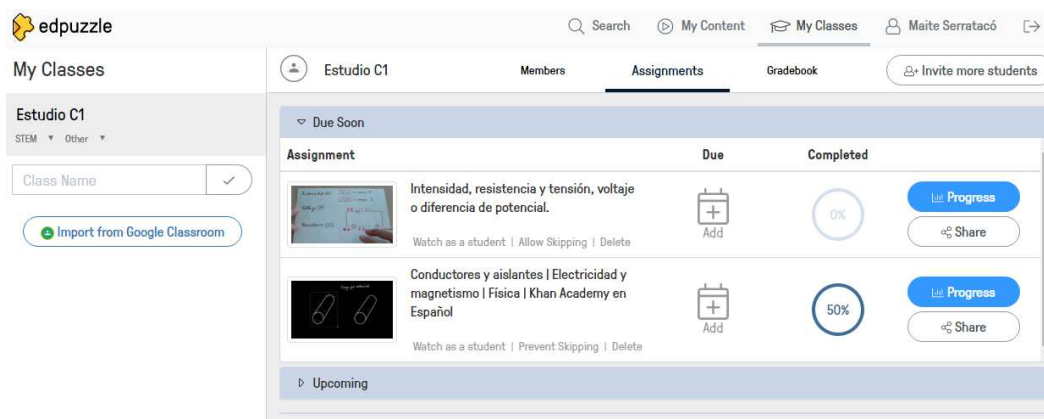 edpuzzle
Search
My Content
My Classes
Maite Serratacó
My Classes
Estudio C1
Members
Assignments
Gradebook
Invite more students
Estudio C1
STEM
Other
Class Name
Import from Google Classroom
Due Soon
Assignment
Due
Completed
Intensidad, resistencia y tensión, voltaje
o diferencia de potencial.
Watch as a student | Allow Skipping | Delete
Add
0%
Progress
Share
Conductores y aislantes | Electricidad y
magnetismo | Física | Khan Academy en
Español
Watch as a student | Prevent Skipping | Delete
Add
50%
Progress
Share
Upcoming